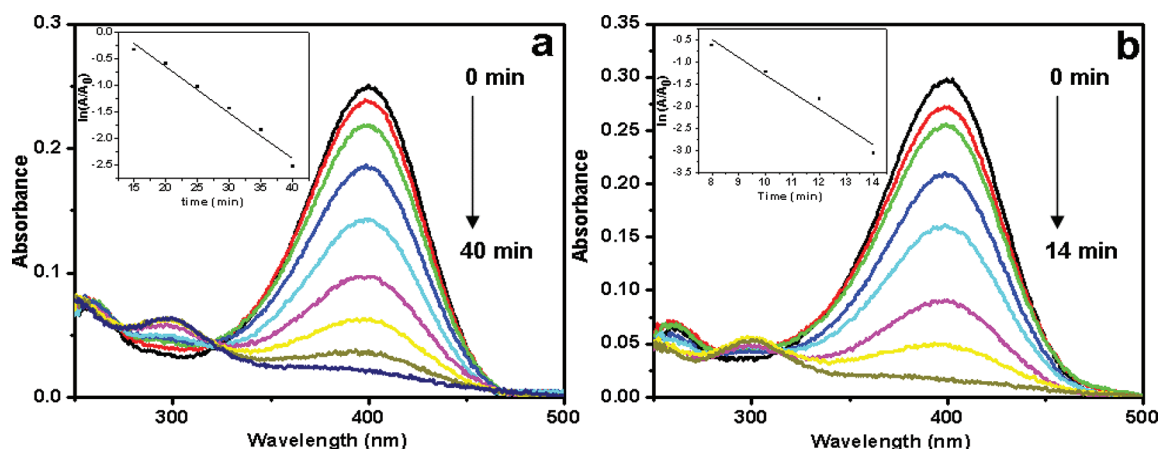 a
0 min
40 min
Absorbance
0.3
0.2
0.1
0.0
300
400
500
Wavelength (nm)
ln(A/A0)
0.0
-0.5
-1.0
-1.5
-2.0
-2.5
15 20 25 30 35 40
time (min)
b
0 min
14 min
Absorbance
0.35
0.30
0.25
0.20
0.15
0.10
0.05
0.00
300
400
500
Wavelength (nm)
ln (A/A0)
-0.5
-1.0
-1.5
-2.0
-2.5
-3.0
-3.5
8 9 10 11 12 13 14
Time (min)